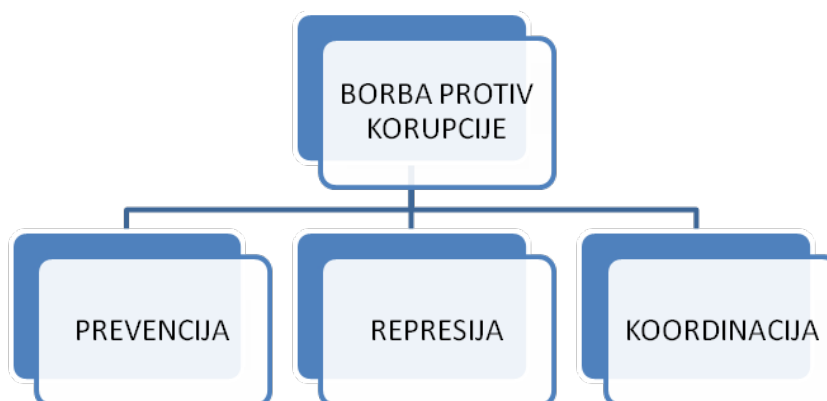 BORBA PROTIV
KORUPCIJE
PREVENCIJA
REPRESIJA
KOORDINACIJA